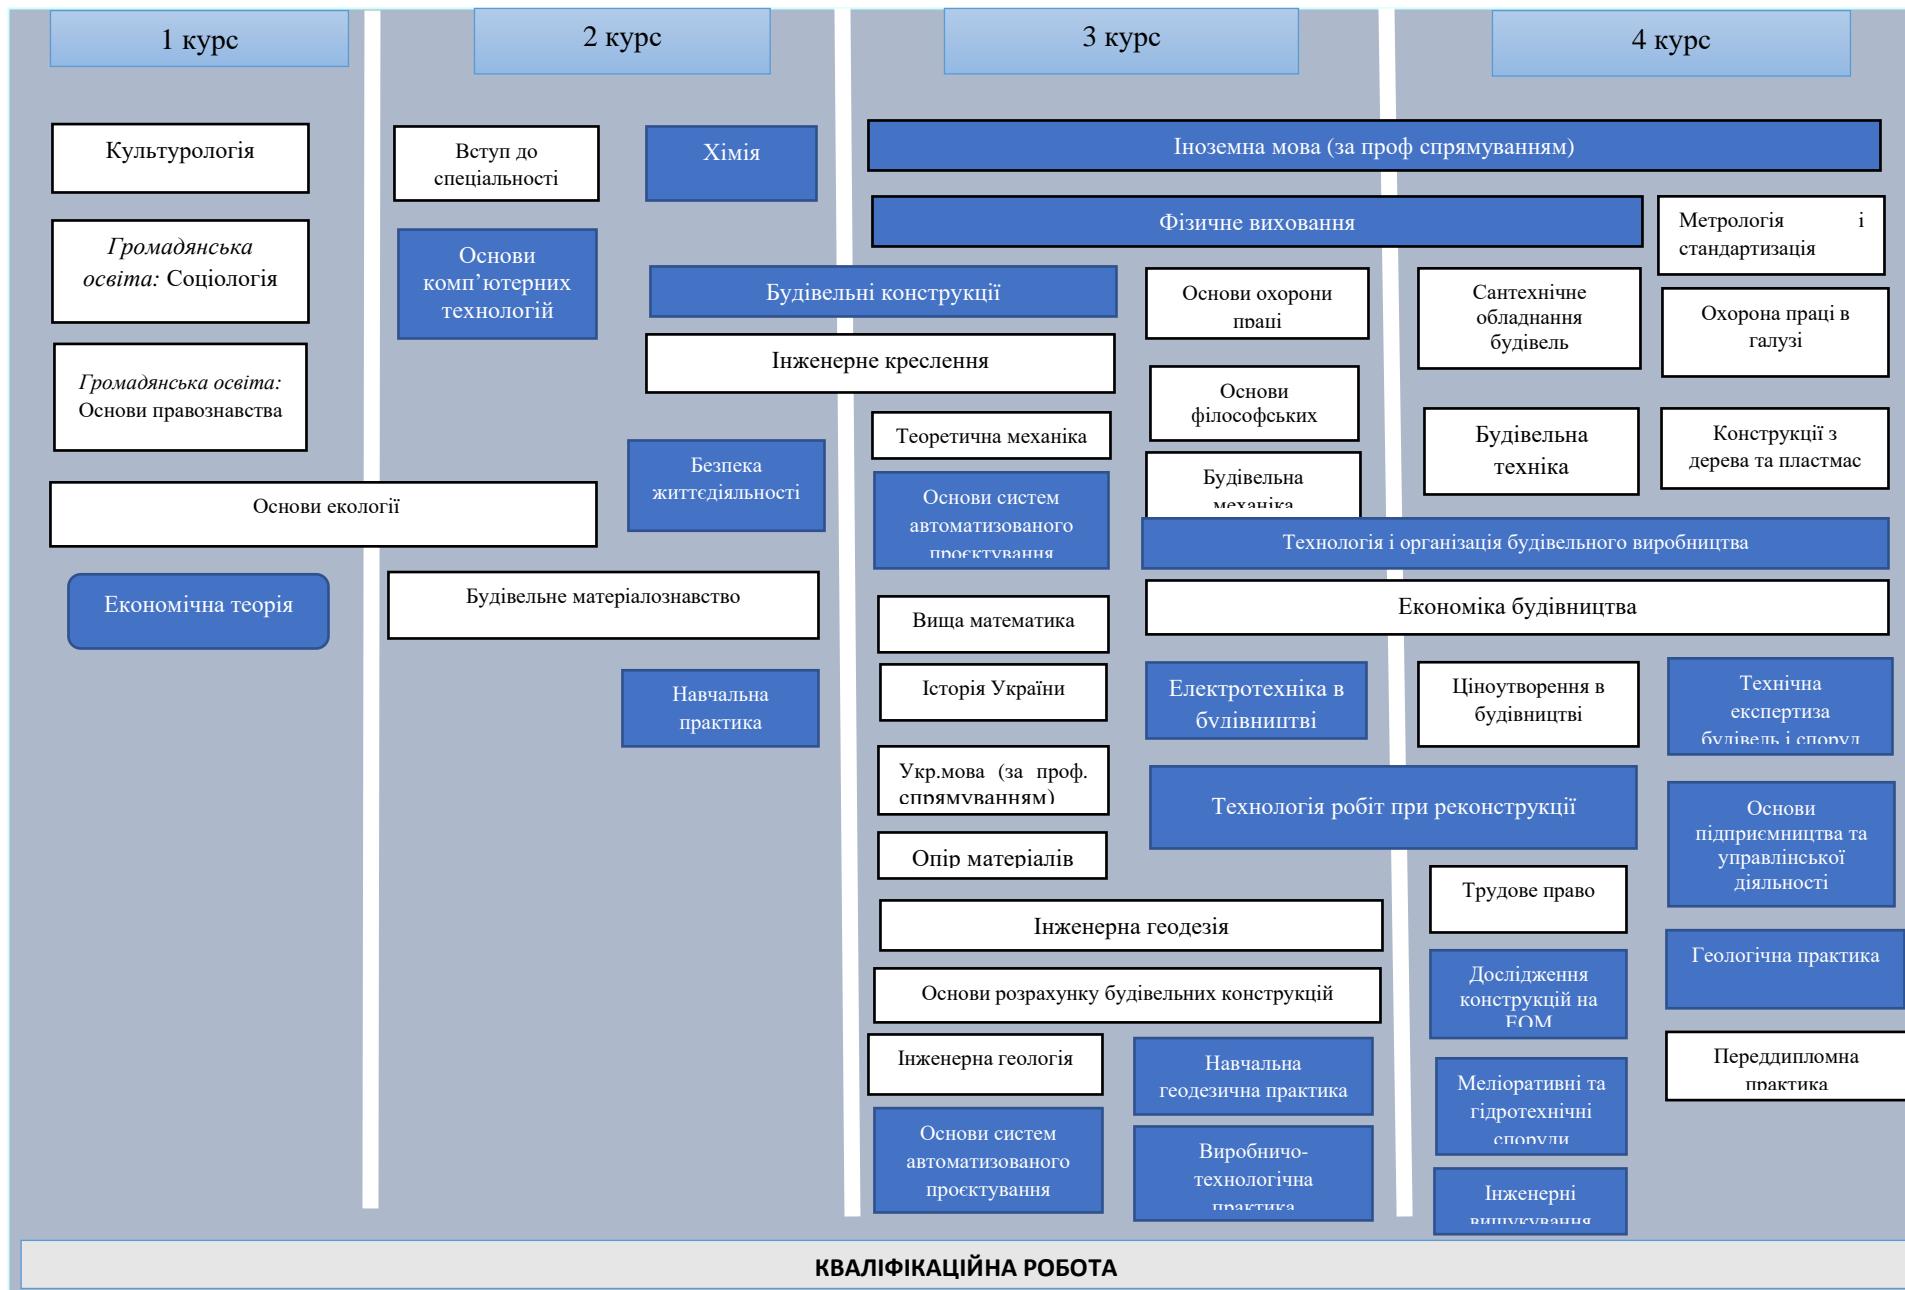 1 курс
2 курс
3 курс
4 курс
Культурологія
Громадянська
освіта: Соціологія
Громадянська освіта:
Основи правознавства
Основи екології
Економічна теорія
Вступ до
спеціальності
Хімія
Основи
комп’ютерних
технологій
Будівельні конструкції
Інженерне креслення
Безпека
життєдіяльності
Будівельне матеріалознавство
Навчальна
практика
Іноземна мова (за проф спрямуванням)
Фізичне виховання
Основи охорони
праці
Основи
філософських
Теоретична механіка
Будівельна
механіка
Основи систем
автоматизованого
проєктування
Технологія і організація будівельного виробництва
Економіка будівництва
Вища математика
Історія України
Електротехніка в
будівництві
Укр.мова (за проф.
спрямуванням)
Технологія робіт при реконструкції
Опір матеріалів
Інженерна геодезія
Основи розрахунку будівельних конструкцій
Інженерна геологія
Навчальна
геодезична практика
Основи систем
автоматизованого
проєктування
Виробничо-
технологічна
практика
Метрологія і
стандартизація
Сантехнічне
обладнання
будівель
Охорона праці в
галузі
Будівельна
техніка
Конструкції з
дерева та пластмас
Ціноутворення в
будівництві
Технічна
експертиза
будівель і споруд
Основи
підприємництва та
управлінської
діяльності
Трудове право
Геологічна практика
Дослідження
конструкцій на
ЕОМ
Переддипломна
практика
Меліоративні та
гідротехнічні
споруди
Інженерні
вишукування
КВАЛІФІКАЦІЙНА РОБОТА